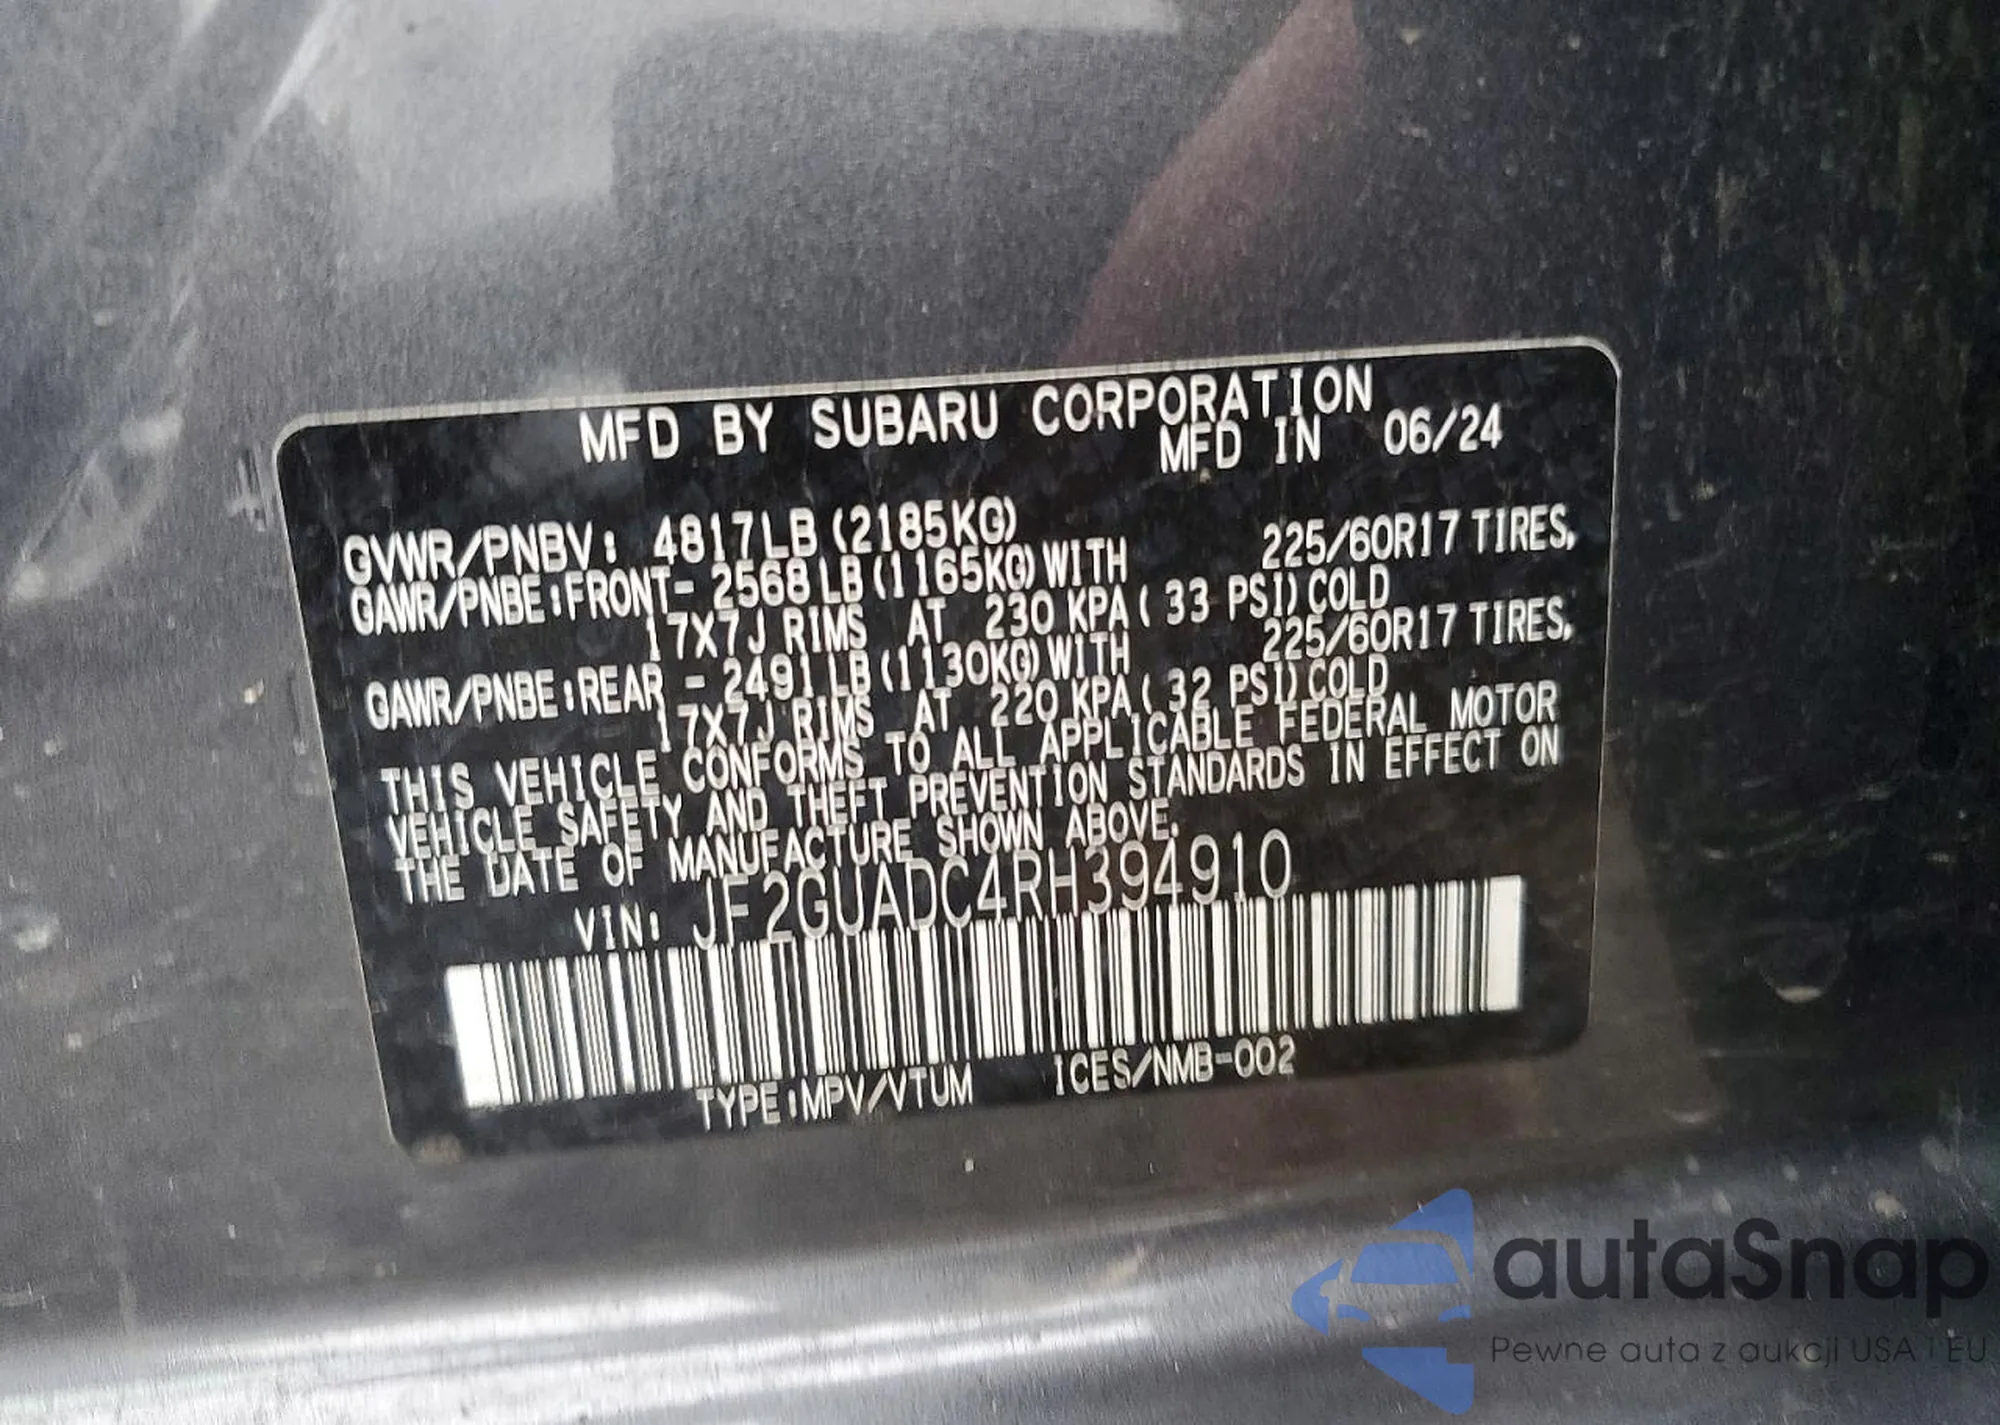 MFD BY SUBARU CORPORATION
MFD IN 06/24
GVWR/PNBV: 4817LB (2185KG)
GAWR/PNBE:FRONT- 2568LB (1165KG) WITH 225/60R17 TIRES,
17X7J RIMS AT 230 KPA ( 33 PSI) COLD
GAWR/PNBE:REAR - 2491LB (1130KG) WITH 225/60R17 TIRES,
17X7J RIMS AT 220 KPA ( 32 PSI) COLD
THIS VEHICLE CONFORMS TO ALL APPLICABLE FEDERAL MOTOR
VEHICLE SAFETY AND THEFT PREVENTION STANDARDS IN EFFECT ON
THE DATE OF MANUFACTURE SHOWN ABOVE.
VIN: JF2GUADC4RH394910
TYPE:MPV/VTUM ICES/NMB-002
autaSnap
Pewne auta z aukcji USA i EU